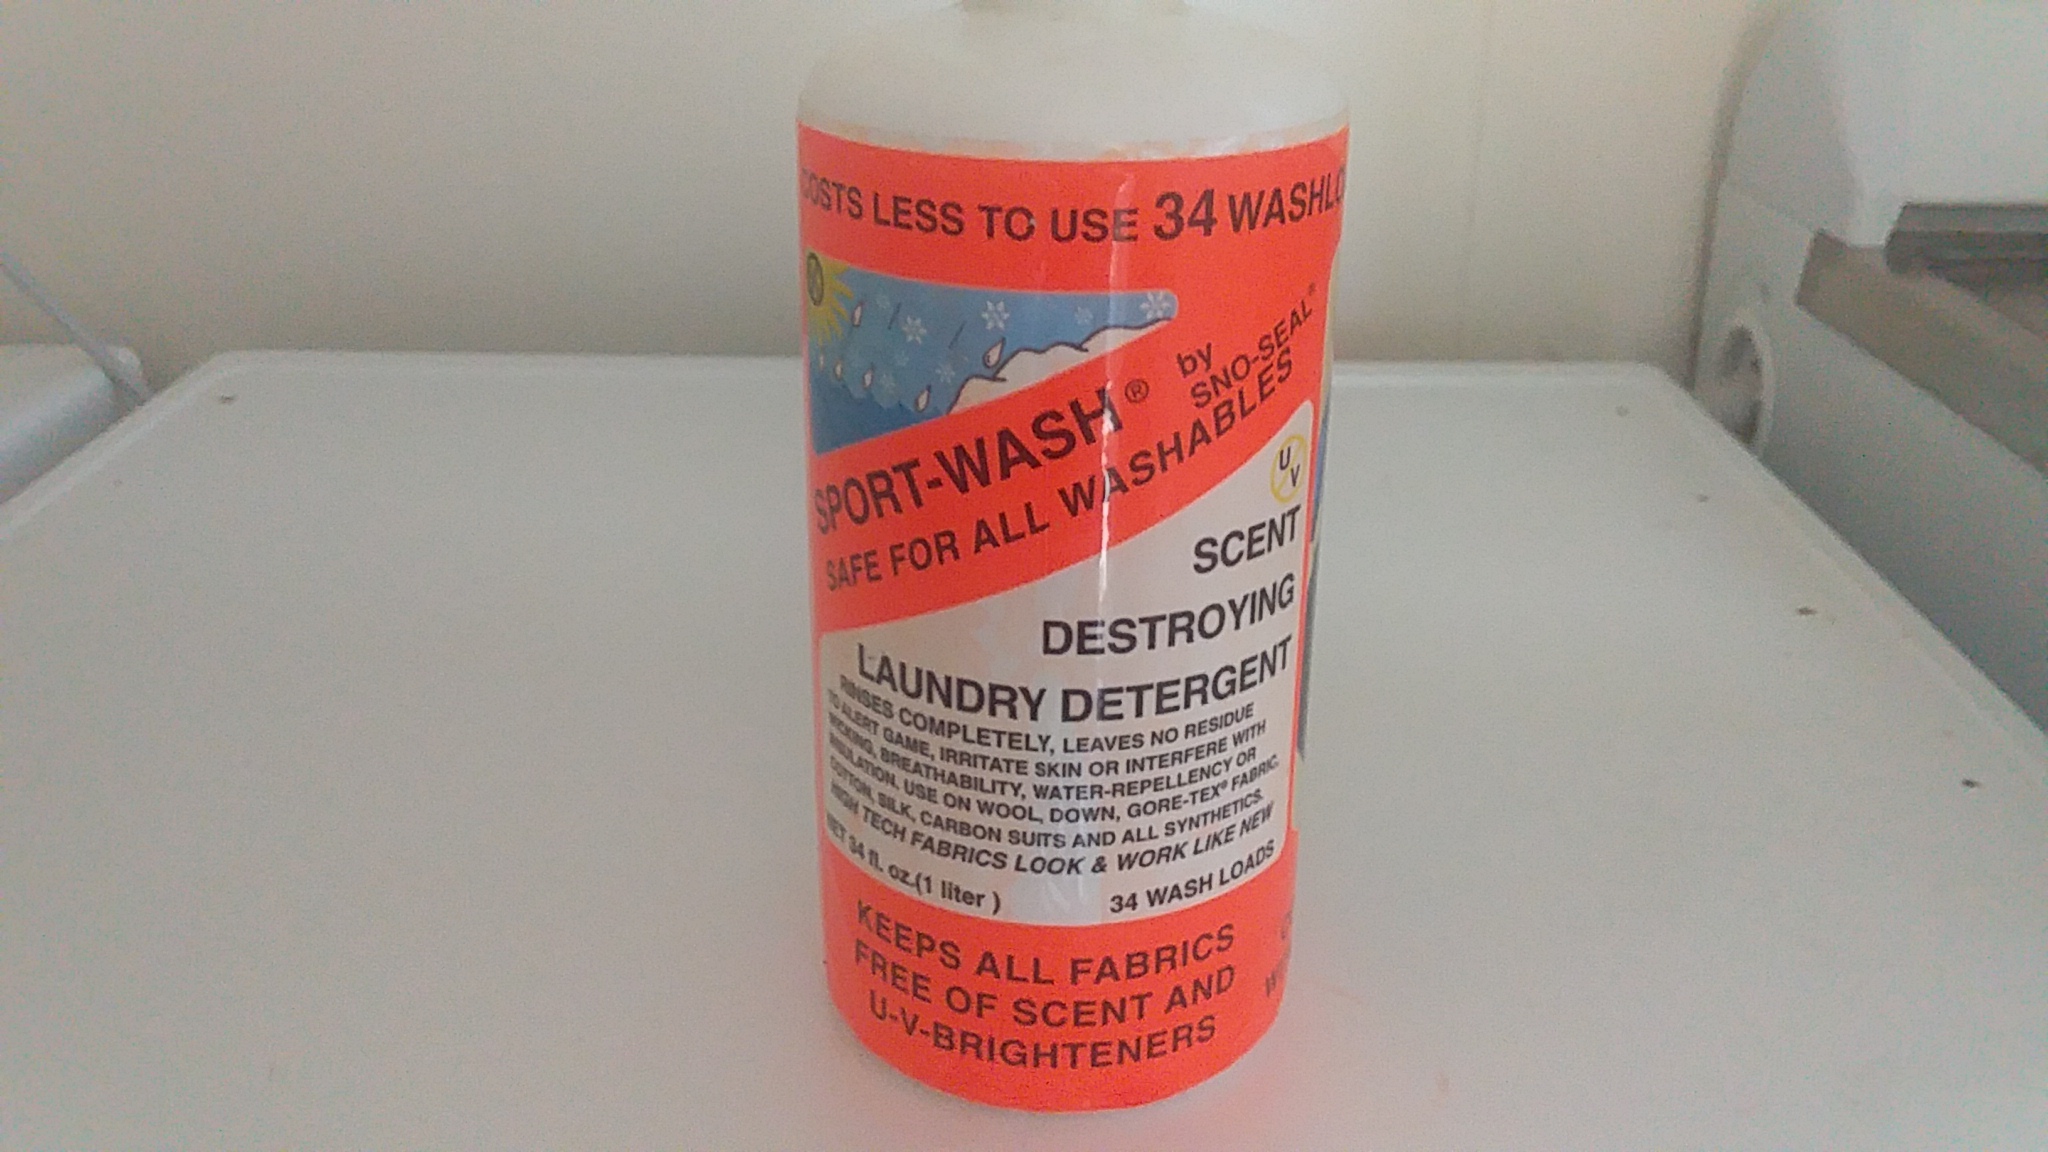 COSTS LESS TO USE 34 WASHLO
SPORT-WASH® by
SNO-SEAL®
SAFE FOR ALL WASHABLES
UV
SCENT
DESTROYING
LAUNDRY DETERGENT
RINSES COMPLETELY, LEAVES NO RESIDUE
TO ALERT GAME, IRRITATE SKIN OR INTERFERE WITH
WICKING, BREATHABILITY, WATER-REPELLENCY OR
INSULATION. USE ON WOOL, DOWN, GORE-TEX® FABRIC,
COTTON, SILK, CARBON SUITS AND ALL SYNTHETICS.
HIGH TECH FABRICS LOOK & WORK LIKE NEW
NET 34 fl. oz.(1 liter ) 34 WASH LOADS
KEEPS ALL FABRICS
FREE OF SCENT AND
U-V-BRIGHTENERS